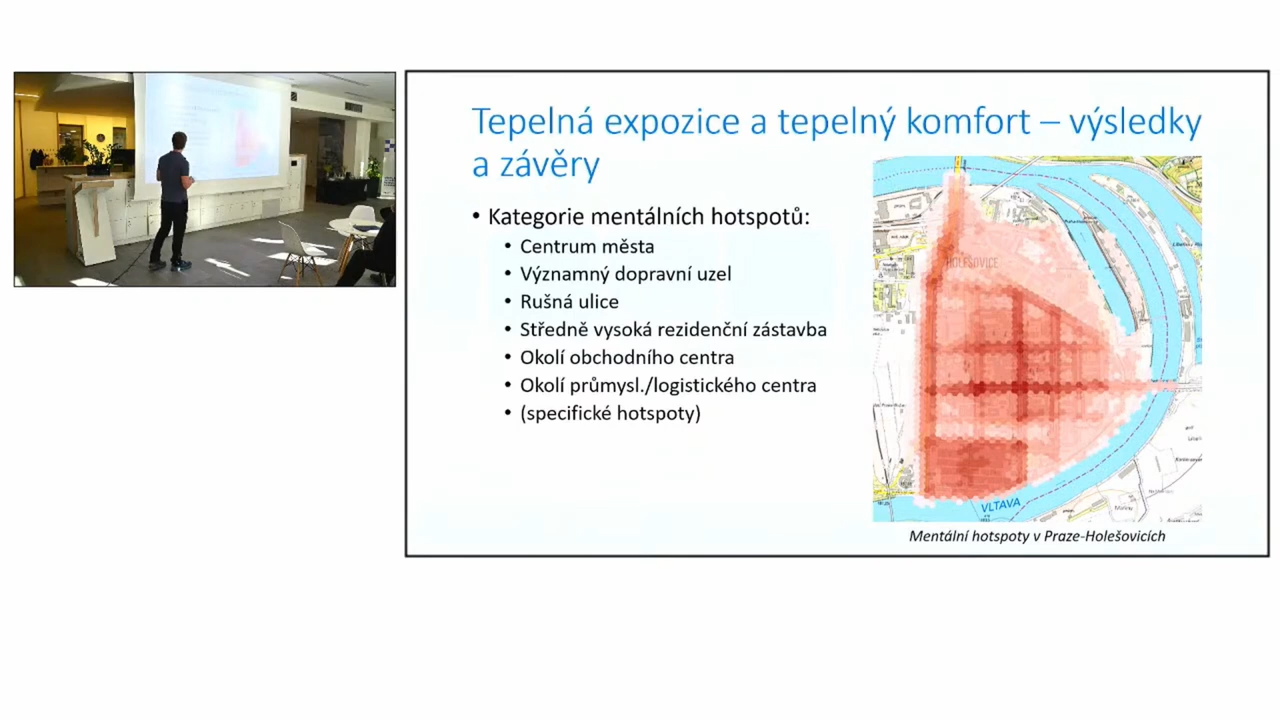 Tepelná expozice a tepelný komfort – výsledky
a závěry
• Kategorie mentálních hotspotů:
• Centrum města
• Významný dopravní uzel
• Rušná ulice
• Středně vysoká rezidenční zástavba
• Okolí obchodního centra
• Okolí průmysl./logistického centra
• (specifické hotspoty)
HOLEŠOVICE
VLTAVA
Mentální hotspoty v Praze-Holešovicích